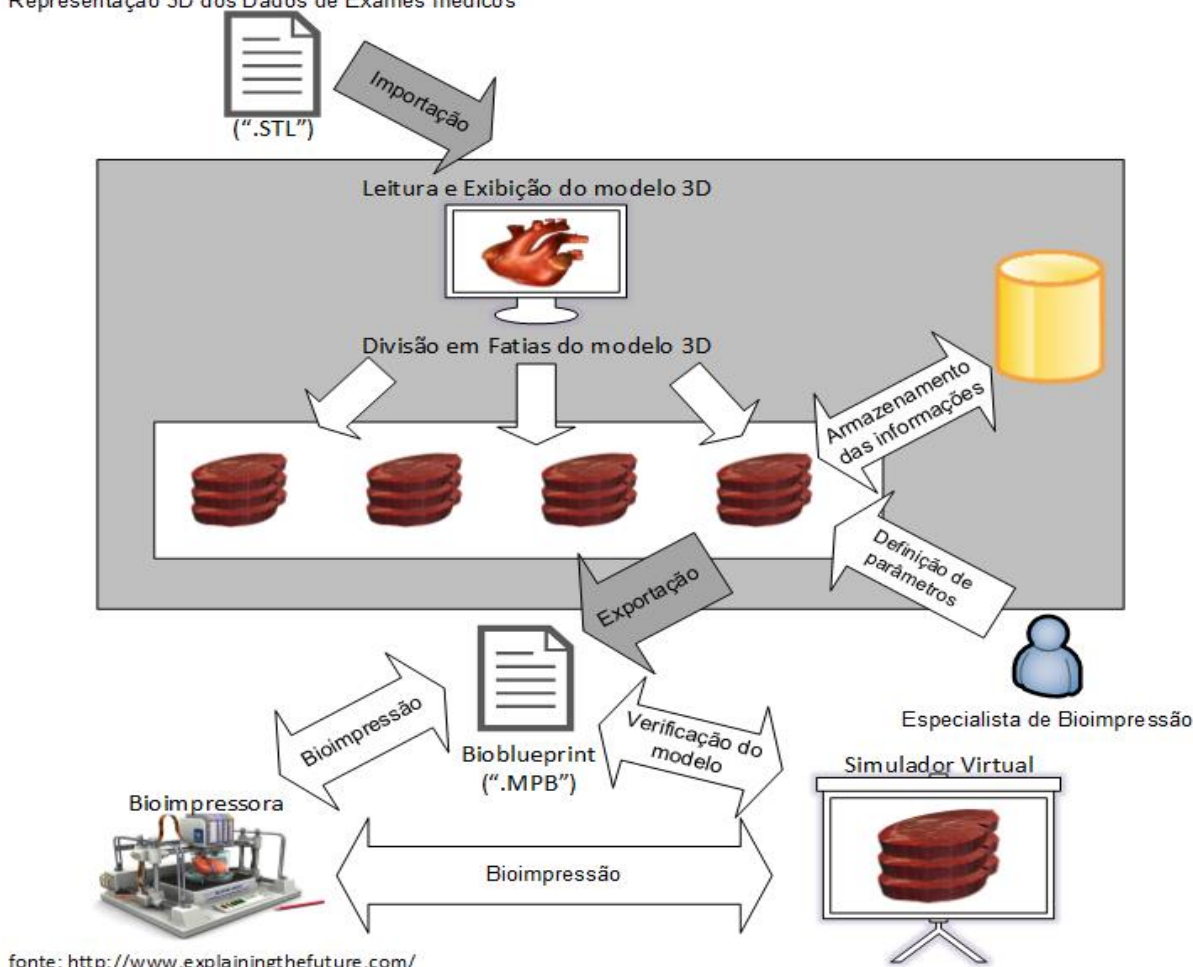 Representação 3D dos Dados de Exames médicos
(“.STL”)
Importação
Leitura e Exibição do modelo 3D
Divisão em Fatias do modelo 3D
Armazenamento
das informações
Definição de
parâmetros
Exportação
Especialista de Bioimpressão
Bioimpressão
Bioblueprint
(“.MPB”)
Verificação do
modelo
Simulador Virtual
Bioimpressora
Bioimpressão
fonte: http://www.explainingthefuture.com/